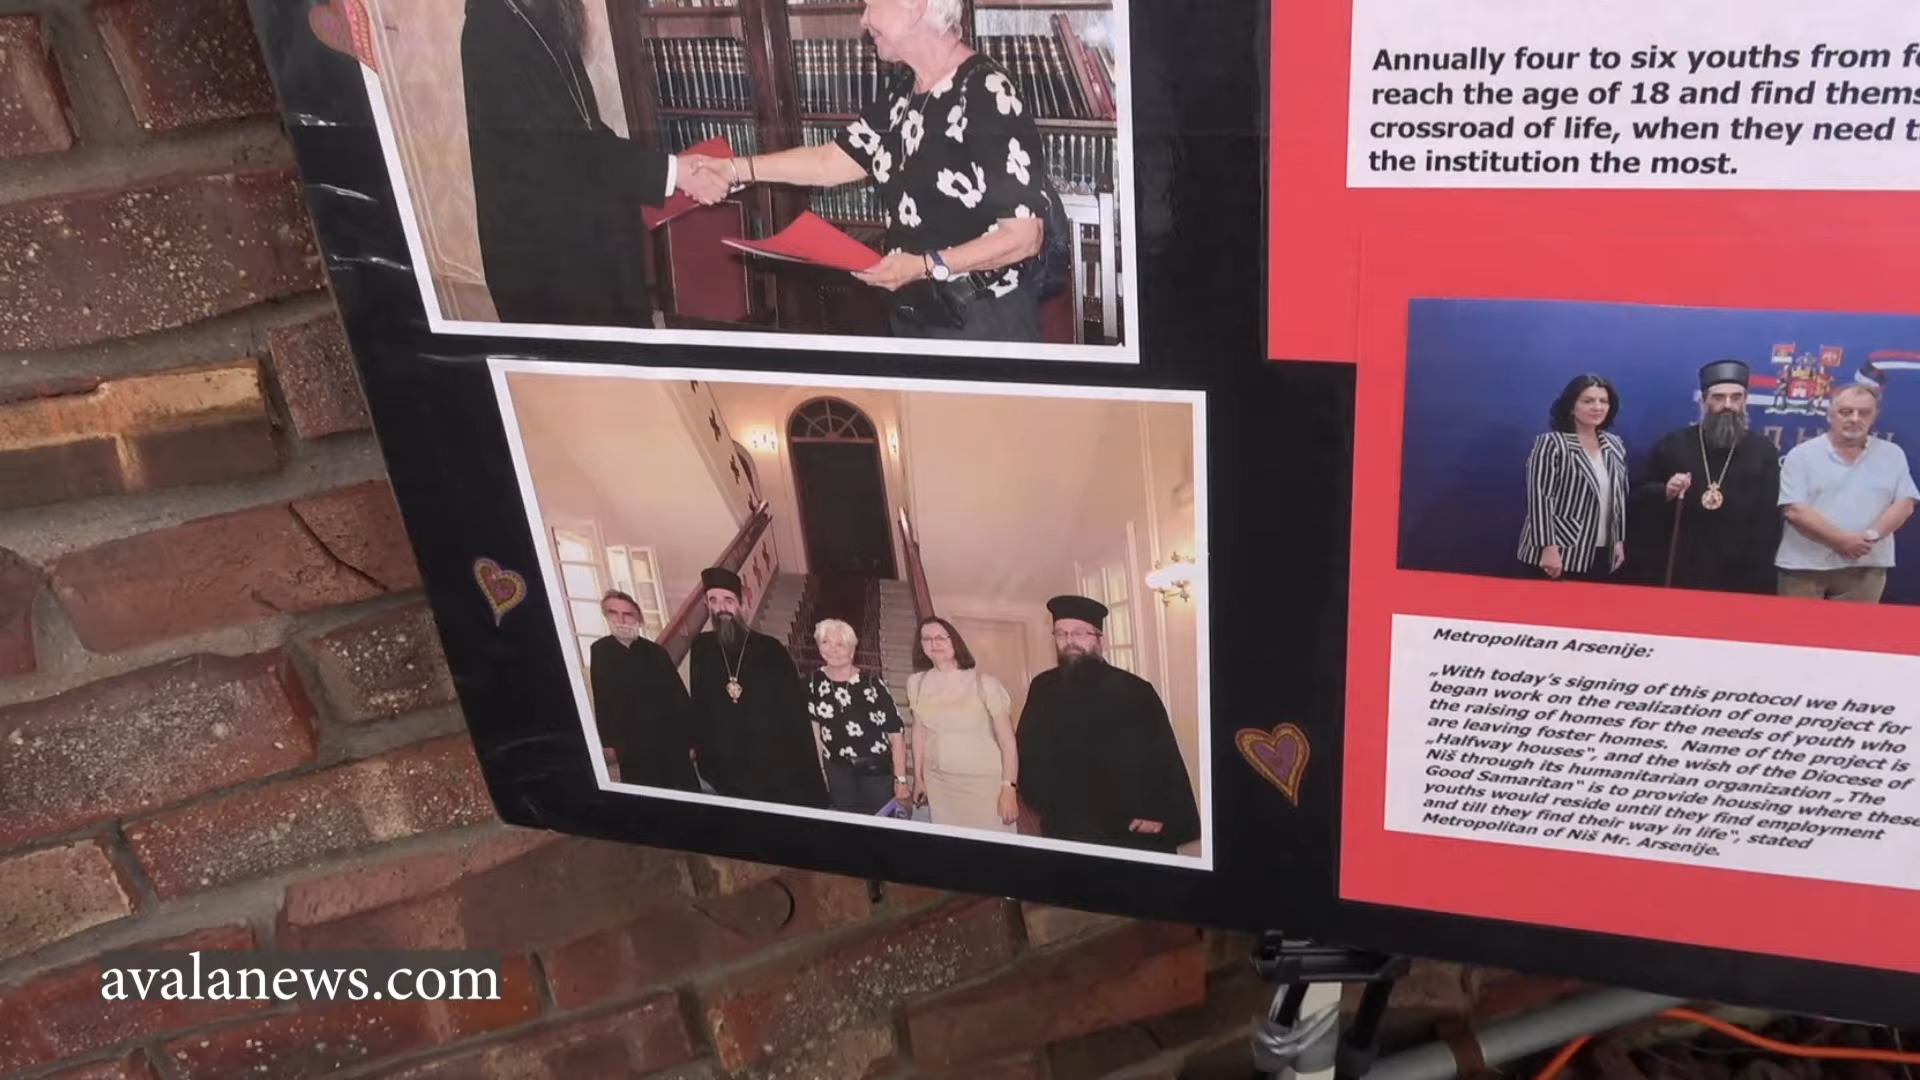 Annually four to six youths from
reach the age of 18 and find
crossroad of life, when they need
the institution the most.
Metropolitan Arsenije:
„With today's signing of this protocol we have
began work on the realization of one project for
the raising of homes for the needs of youth who
are leaving foster homes. Name of the project is
„Halfway houses“, and the wish of the Diocese of
Niš through its humanitarian organization „The
Good Samaritan“ is to provide housing where these
youths would reside until they find employment
and till they find their way in life“, stated
Metropolitan of Niš Mr. Arsenije.
avalanews.com